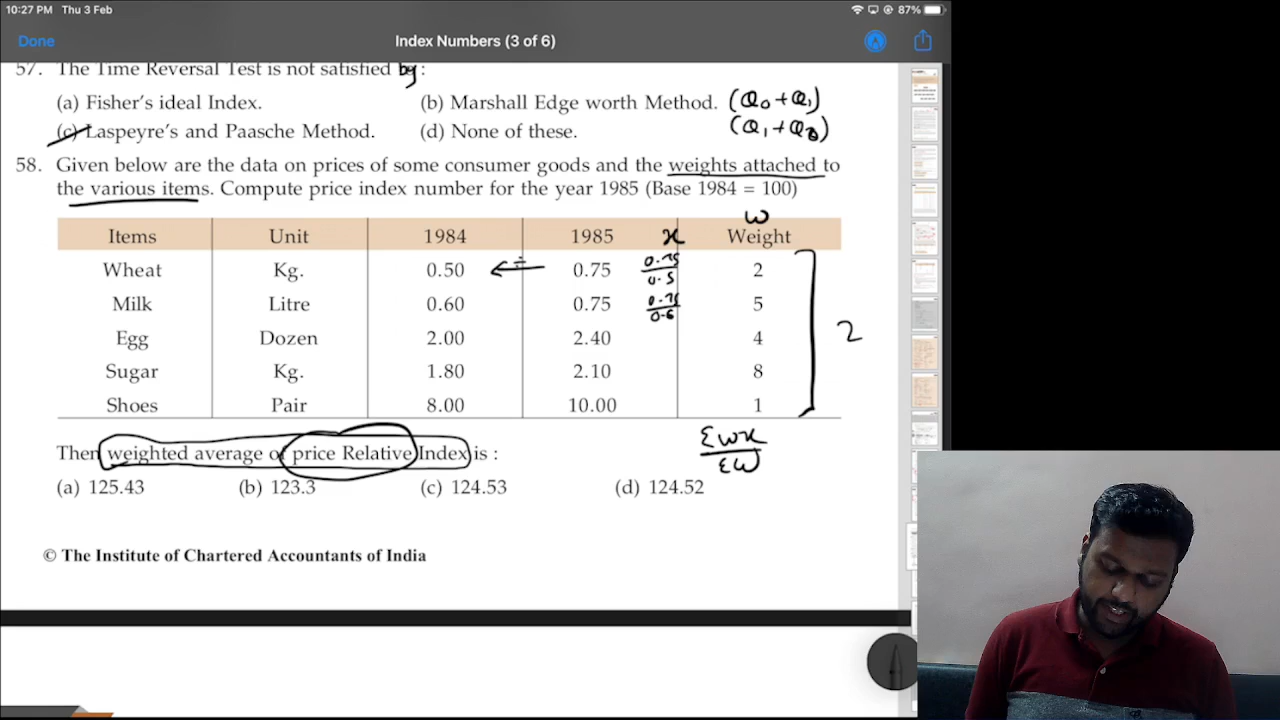 10:27 PM Thu 3 Feb 87%
Done Index Numbers (3 of 6)
57. The Time Reversal Test is not satisfied by :
(a) Fisher's ideal Index. (b) Marshall Edge worth Method. (Q0+Q1)
(c) Laspyre's and Paasche Method. (d) None of these. (Q1+Q0)
58. Given below are the data on prices of some consumer goods and the weights attached to
the various items. Compute price index number for the year 1985 (Base 1984 = 100)
w
Items Unit 1984 1985 x Weight
Wheat Kg. 0.50 ÷ 0.75 0.75/0.5 2
Milk Litre 0.60 0.75 0.75/0.6 5
Egg Dozen 2.00 2.40 4 2
Sugar Kg. 1.80 2.10 8
Shoes Pair 8.00 10.00 1
Then weighted average of price Relative Index is : Σwx/Σw
(a) 125.43 (b) 123.3 (c) 124.53 (d) 124.52
© The Institute of Chartered Accountants of India